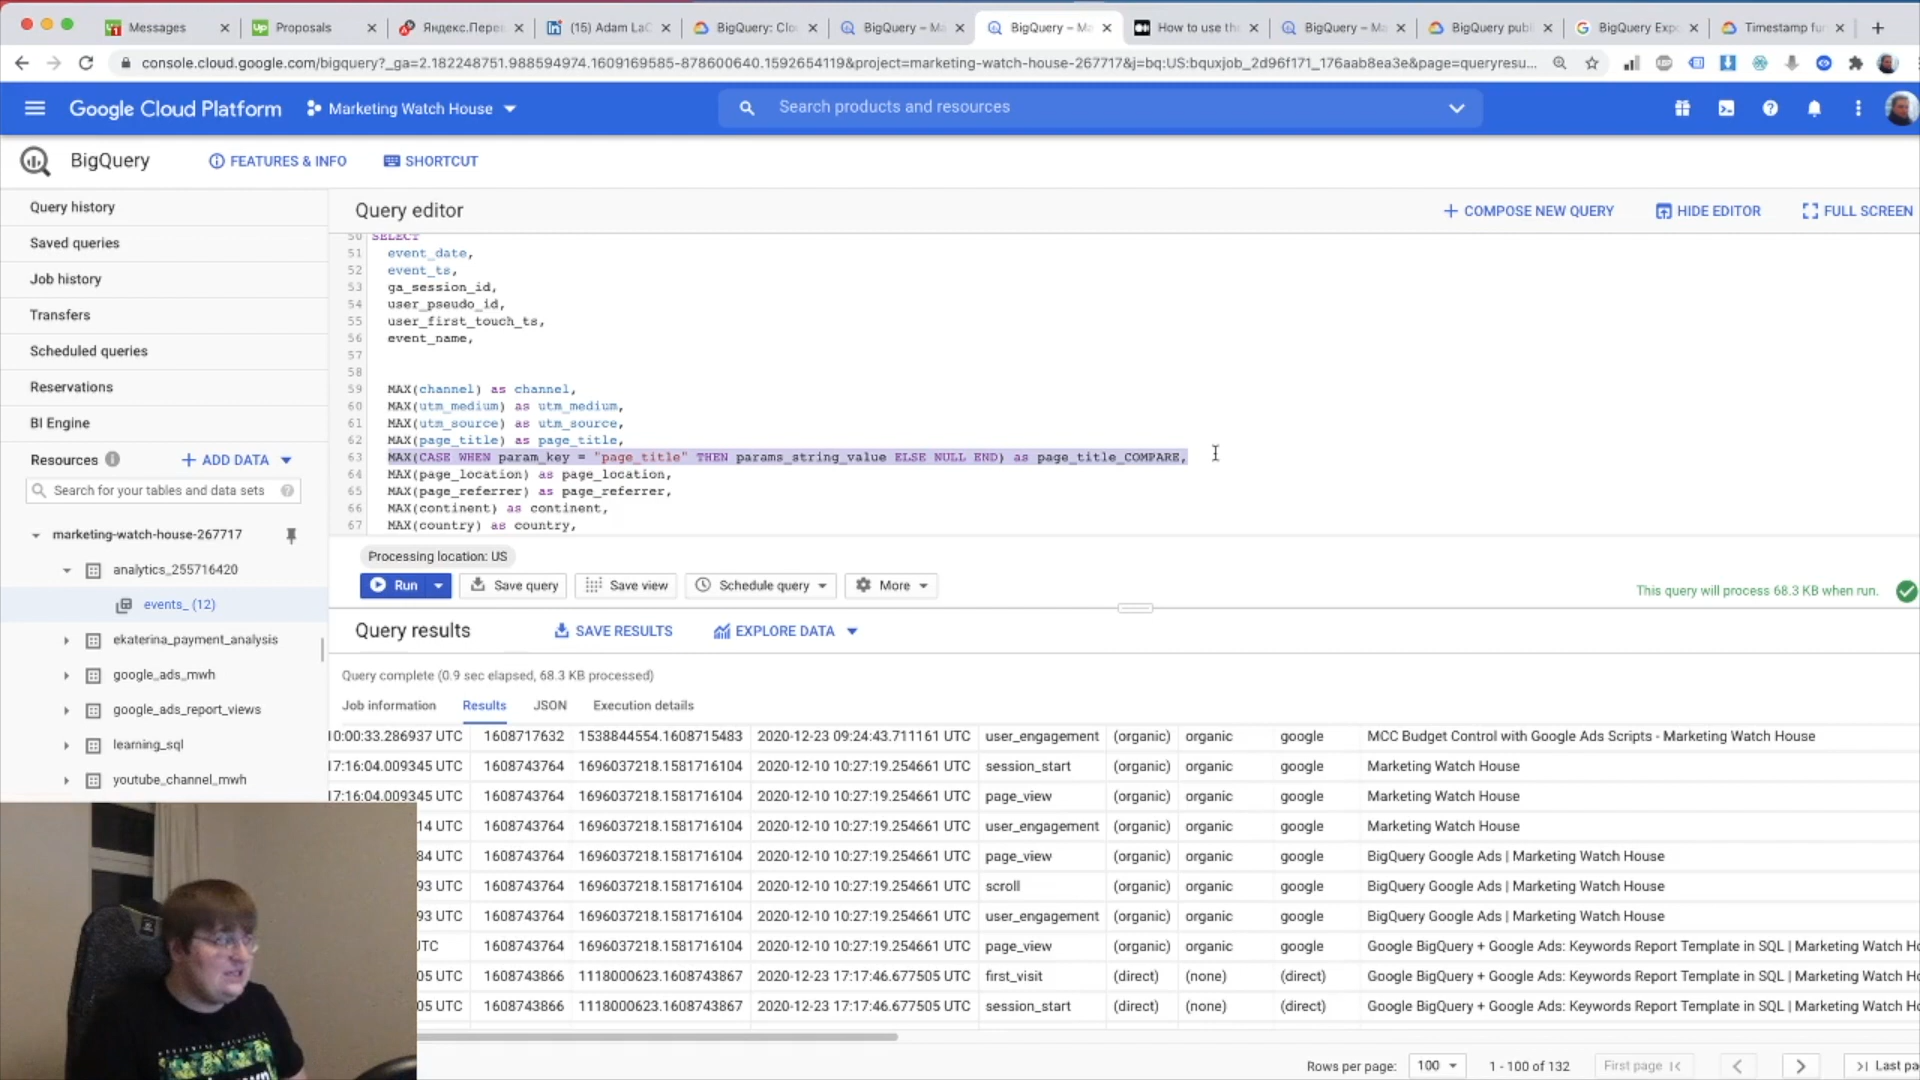 Messages
Proposals
Яндекс.Пере
(15) Adam LaC
BigQuery: Clo
BigQuery – Ma
BigQuery – Ma
How to use the
BigQuery – Ma
BigQuery publ
BigQuery Expo
Timestamp fu
console.cloud.google.com/bigquery?_ga=2.182248751.988594974.1609169585-878600640.1592654119&project=marketing-watch-house-267717&j=bq:US:bquxjob_2d96f171_176aab8ea3e&page=queryresu...
Google Cloud Platform
Marketing Watch House
Search products and resources
BigQuery
FEATURES & INFO
SHORTCUT
Query history
Saved queries
Job history
Transfers
Scheduled queries
Reservations
BI Engine
Resources
+ ADD DATA
Search for your tables and data sets
marketing-watch-house-267717
analytics_255716420
events_ (12)
ekaterina_payment_analysis
google_ads_mwh
google_ads_report_views
learning_sql
youtube_channel_mwh
Query editor
+ COMPOSE NEW QUERY
HIDE EDITOR
FULL SCREEN
50 SELECT
51 event_date,
52 event_ts,
53 ga_session_id,
54 user_pseudo_id,
55 user_first_touch_ts,
56 event_name,
57
58
59 MAX(channel) as channel,
60 MAX(utm_medium) as utm_medium,
61 MAX(utm_source) as utm_source,
62 MAX(page_title) as page_title,
63 MAX(CASE WHEN param_key = "page_title" THEN params_string_value ELSE NULL END) as page_title_COMPARE,
64 MAX(page_location) as page_location,
65 MAX(page_referrer) as page_referrer,
66 MAX(continent) as continent,
67 MAX(country) as country,
Processing location: US
Run
Save query
Save view
Schedule query
More
This query will process 68.3 KB when run.
Query results
SAVE RESULTS
EXPLORE DATA
Query complete (0.9 sec elapsed, 68.3 KB processed)
Job information
Results
JSON
Execution details
10:00:33.286937 UTC 1608717632 1538844554.1608715483 2020-12-23 09:24:43.711161 UTC user_engagement (organic) organic google MCC Budget Control with Google Ads Scripts - Marketing Watch House
17:16:04.009345 UTC 1608743764 1696037218.1581716104 2020-12-10 10:27:19.254661 UTC session_start (organic) organic google Marketing Watch House
17:16:04.009345 UTC 1608743764 1696037218.1581716104 2020-12-10 10:27:19.254661 UTC page_view (organic) organic google Marketing Watch House
14 UTC 1608743764 1696037218.1581716104 2020-12-10 10:27:19.254661 UTC user_engagement (organic) organic google Marketing Watch House
84 UTC 1608743764 1696037218.1581716104 2020-12-10 10:27:19.254661 UTC page_view (organic) organic google BigQuery Google Ads | Marketing Watch House
93 UTC 1608743764 1696037218.1581716104 2020-12-10 10:27:19.254661 UTC scroll (organic) organic google BigQuery Google Ads | Marketing Watch House
93 UTC 1608743764 1696037218.1581716104 2020-12-10 10:27:19.254661 UTC user_engagement (organic) organic google BigQuery Google Ads | Marketing Watch House
UTC 1608743764 1696037218.1581716104 2020-12-10 10:27:19.254661 UTC page_view (organic) organic google Google BigQuery + Google Ads: Keywords Report Template in SQL | Marketing Watch Ho
05 UTC 1608743866 1118000623.1608743867 2020-12-23 17:17:46.677505 UTC first_visit (direct) (none) (direct) Google BigQuery + Google Ads: Keywords Report Template in SQL | Marketing Watch Ho
05 UTC 1608743866 1118000623.1608743867 2020-12-23 17:17:46.677505 UTC session_start (direct) (none) (direct) Google BigQuery + Google Ads: Keywords Report Template in SQL | Marketing Watch Ho
Rows per page: 100 1 - 100 of 132 First page Last pa